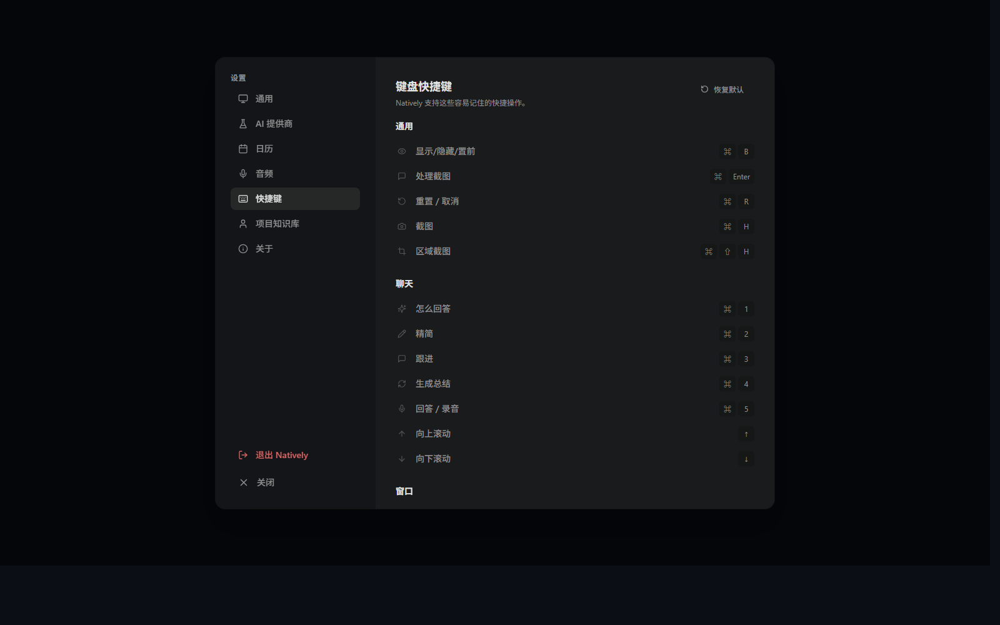 设置
通用
AI 提供商
日历
音频
快捷键
项目知识库
关于
退出 Natively
关闭
键盘快捷键
恢复默认
Natively 支持这些容易记住的快捷操作。
通用
显示/隐藏/置前 ⌘ B
处理截图 ⌘ Enter
重置 / 取消 ⌘ R
截图 ⌘ H
区域截图 ⌘ ⇧ H
聊天
怎么回答 ⌘ 1
精简 ⌘ 2
跟进 ⌘ 3
生成总结 ⌘ 4
回答 / 录音 ⌘ 5
向上滚动 ↑
向下滚动 ↓
窗口